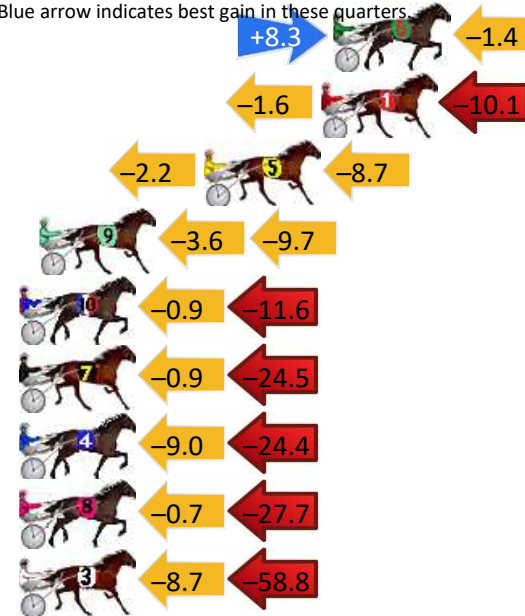 Blue arrow indicates best gain in these quarters.
+8.3 6 –1.4
–1.6 1 –10.1
–2.2 5 –8.7
9 –3.6 –9.7
10 –0.9 –11.6
7 –0.9 –24.5
4 –9.0 –24.4
8 –0.7 –27.7
3 –8.7 –58.8